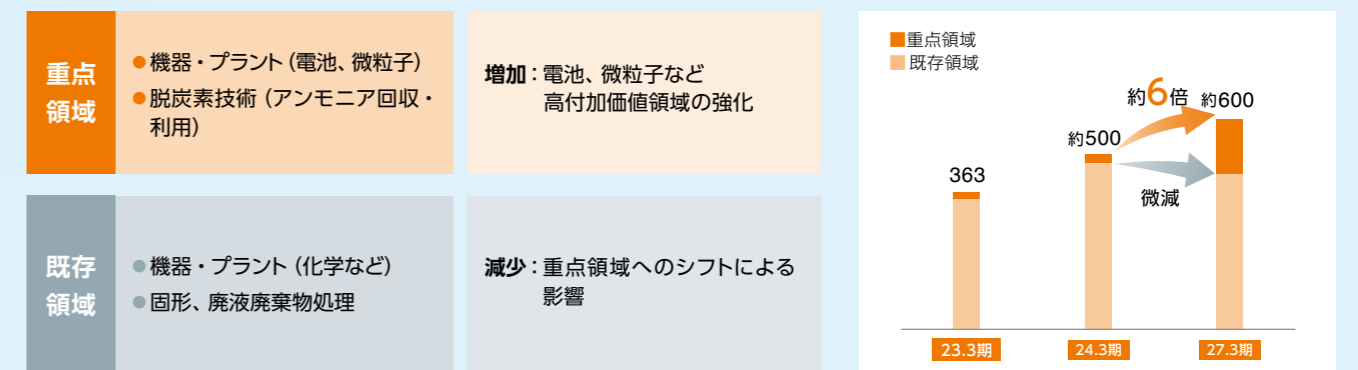 重点
領域
●機器・プラント（電池、微粒子）
●脱炭素技術（アンモニア回収・
利用）
増加：電池、微粒子など
高付加価値領域の強化
既存
領域
●機器・プラント（化学など）
●固形、廃液廃棄物処理
減少：重点領域へのシフトによる
影響
重点領域
既存領域
約6倍
約600
約500
363
微減
23.3期
24.3期
27.3期